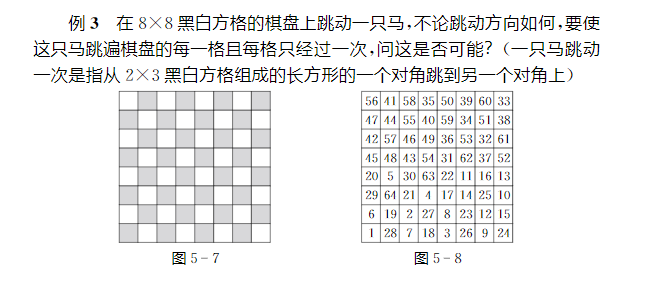 例 3 在 8×8 黑白方格的棋盘上跳动一只马,不论跳动方向如何,要使
这只马跳遍棋盘的每一格且每格只经过一次,问这是否可能?(一只马跳动
一次是指从 2×3 黑白方格组成的长方形的一个对角跳到另一个对角上)
56 41 58 35 50 39 60 33
47 44 55 40 59 34 51 38
42 57 46 49 36 53 32 61
45 48 43 54 31 62 37 52
20 5 30 63 22 11 16 13
29 64 21 4 17 14 25 10
6 19 2 27 8 23 12 15
1 28 7 18 3 26 9 24
图 5-7
图 5-8